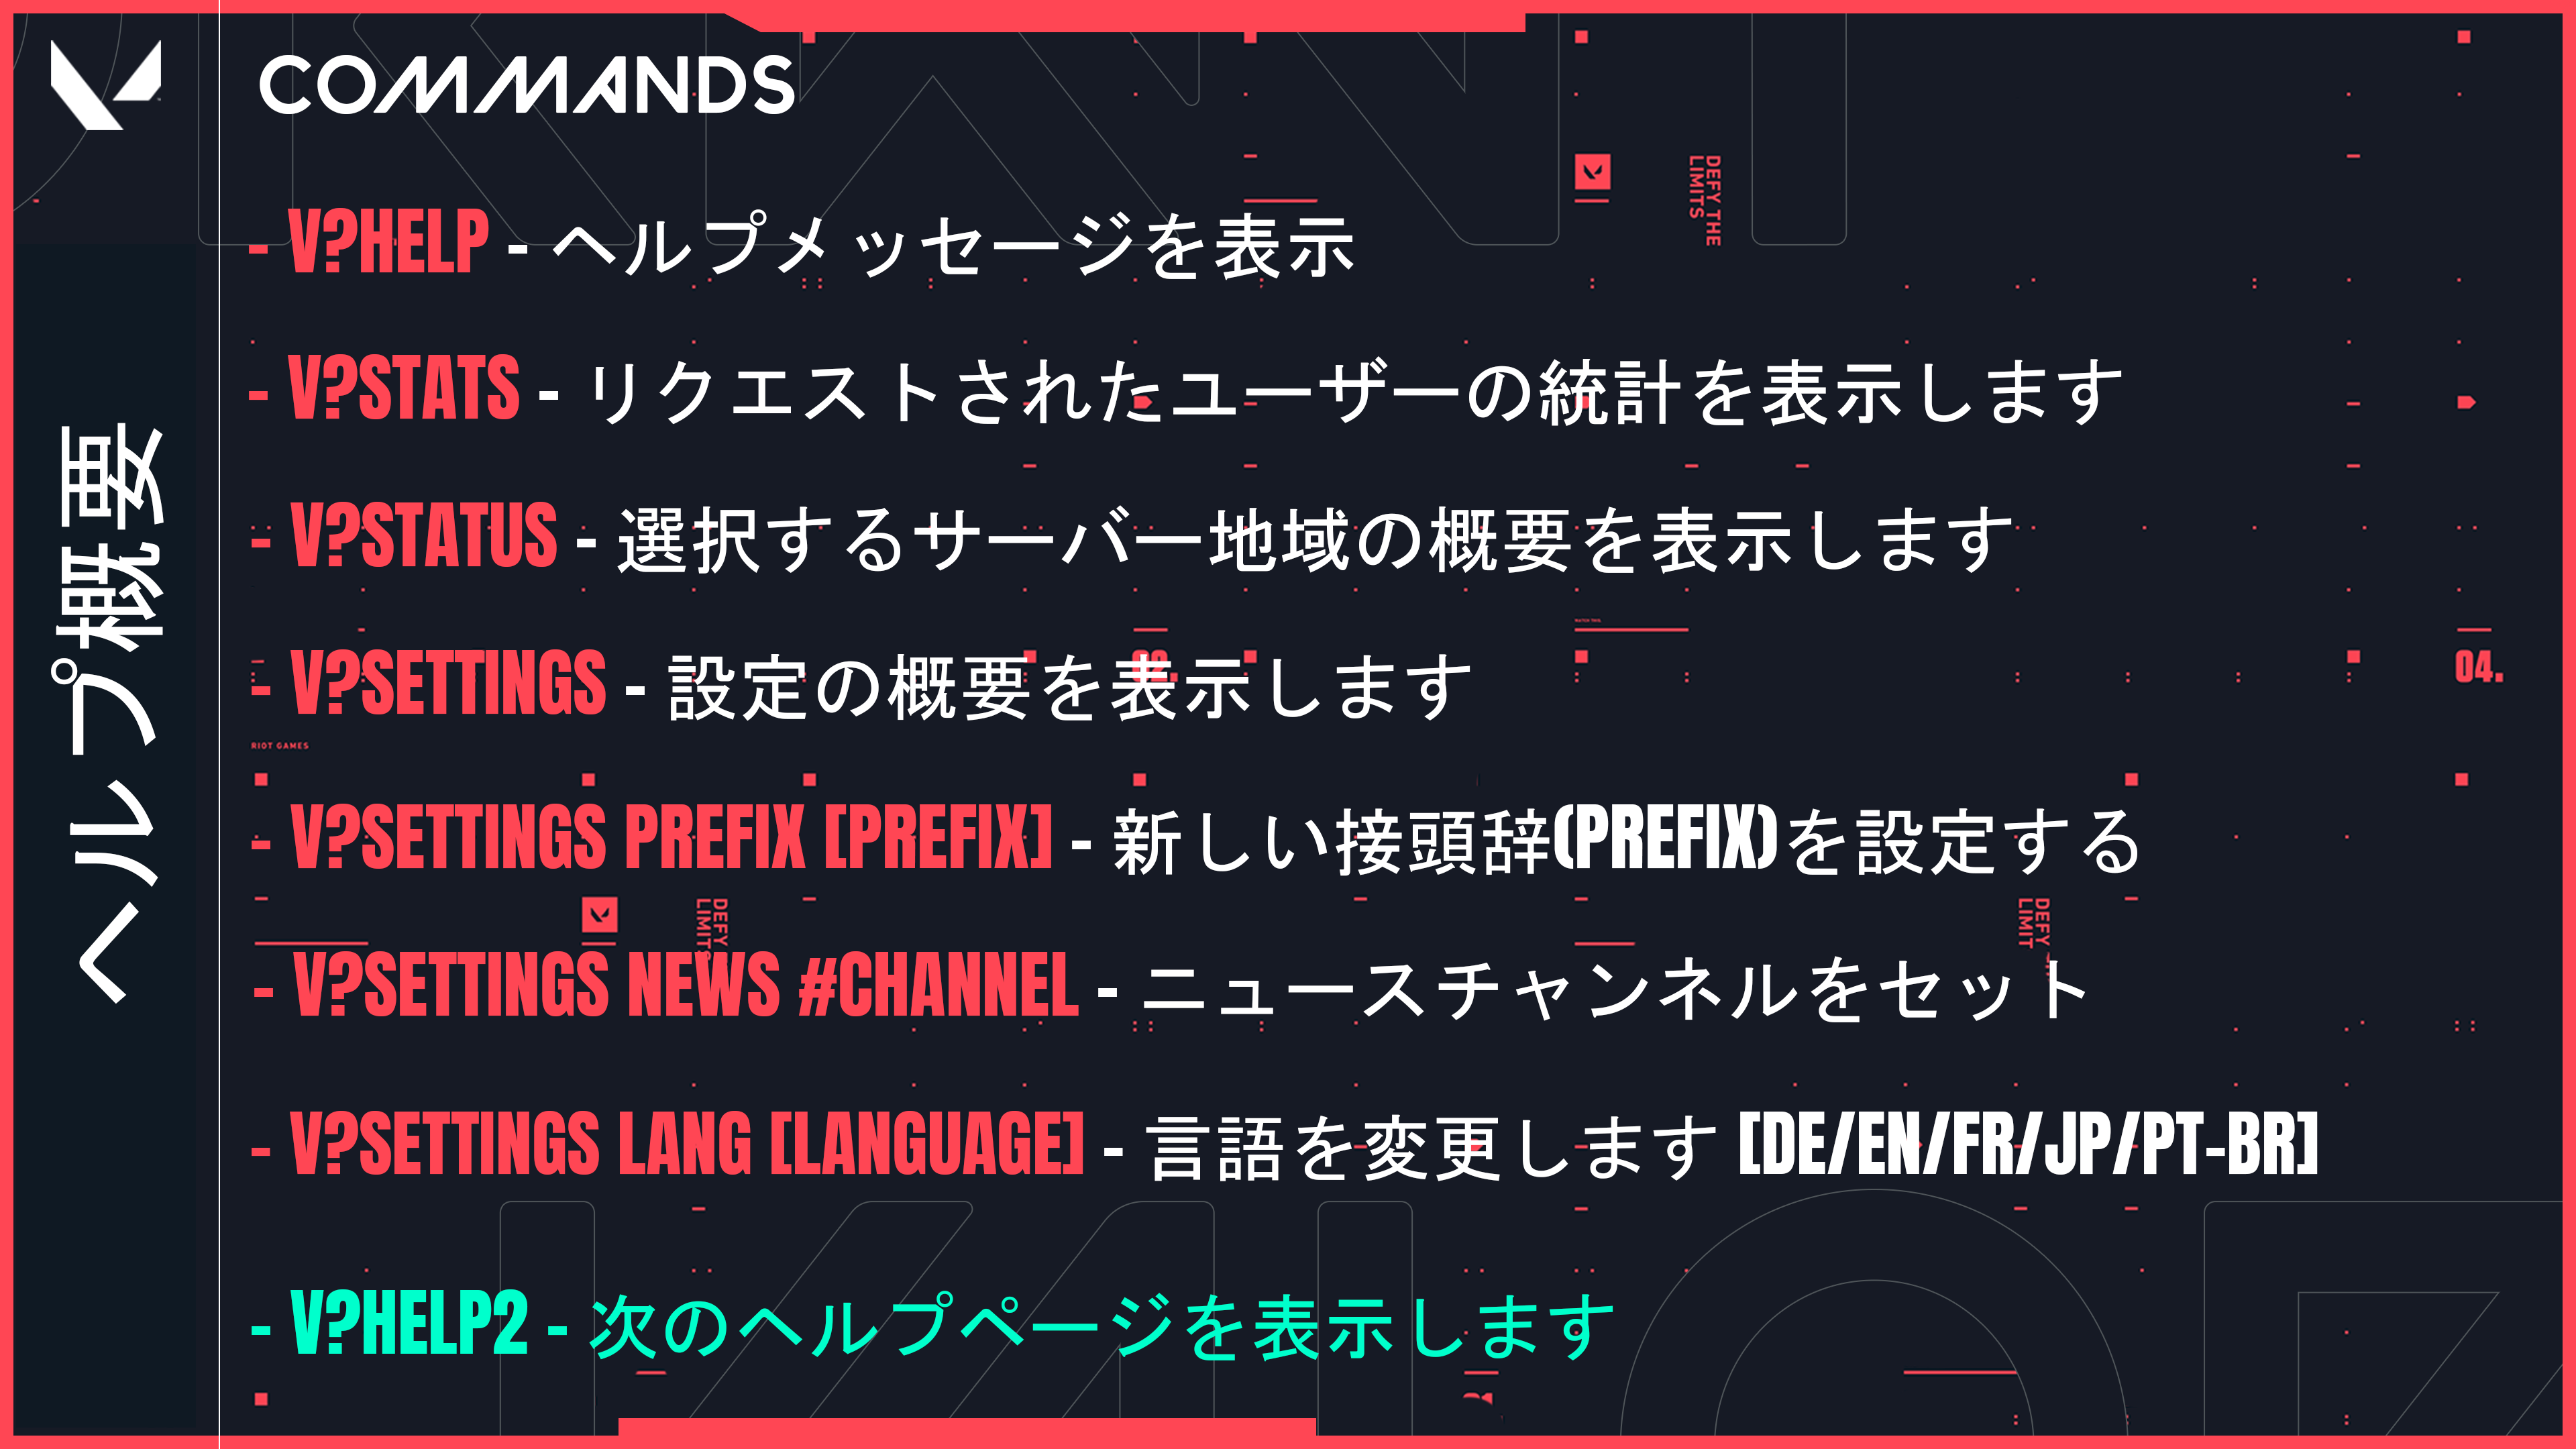 COMMANDS
ヘルプ概要
- V?HELP - ヘルプメッセージを表示
DEFY THE
LIMITS
- V?STATS - リクエストされたユーザーの統計を表示します
- V?STATUS - 選択するサーバー地域の概要を表示します
- V?SETTINGS - 設定の概要を表示します
04.
RIOT GAMES
- V?SETTINGS PREFIX [PREFIX] - 新しい接頭辞(PREFIX)を設定する
DEFY
LIMITS
DEFY
LIMIT
- V?SETTINGS NEWS #CHANNEL - ニュースチャンネルをセット
- V?SETTINGS LANG [LANGUAGE] - 言語を変更します [DE/EN/FR/JP/PT-BR]
- V?HELP2 - 次のヘルプページを表示します